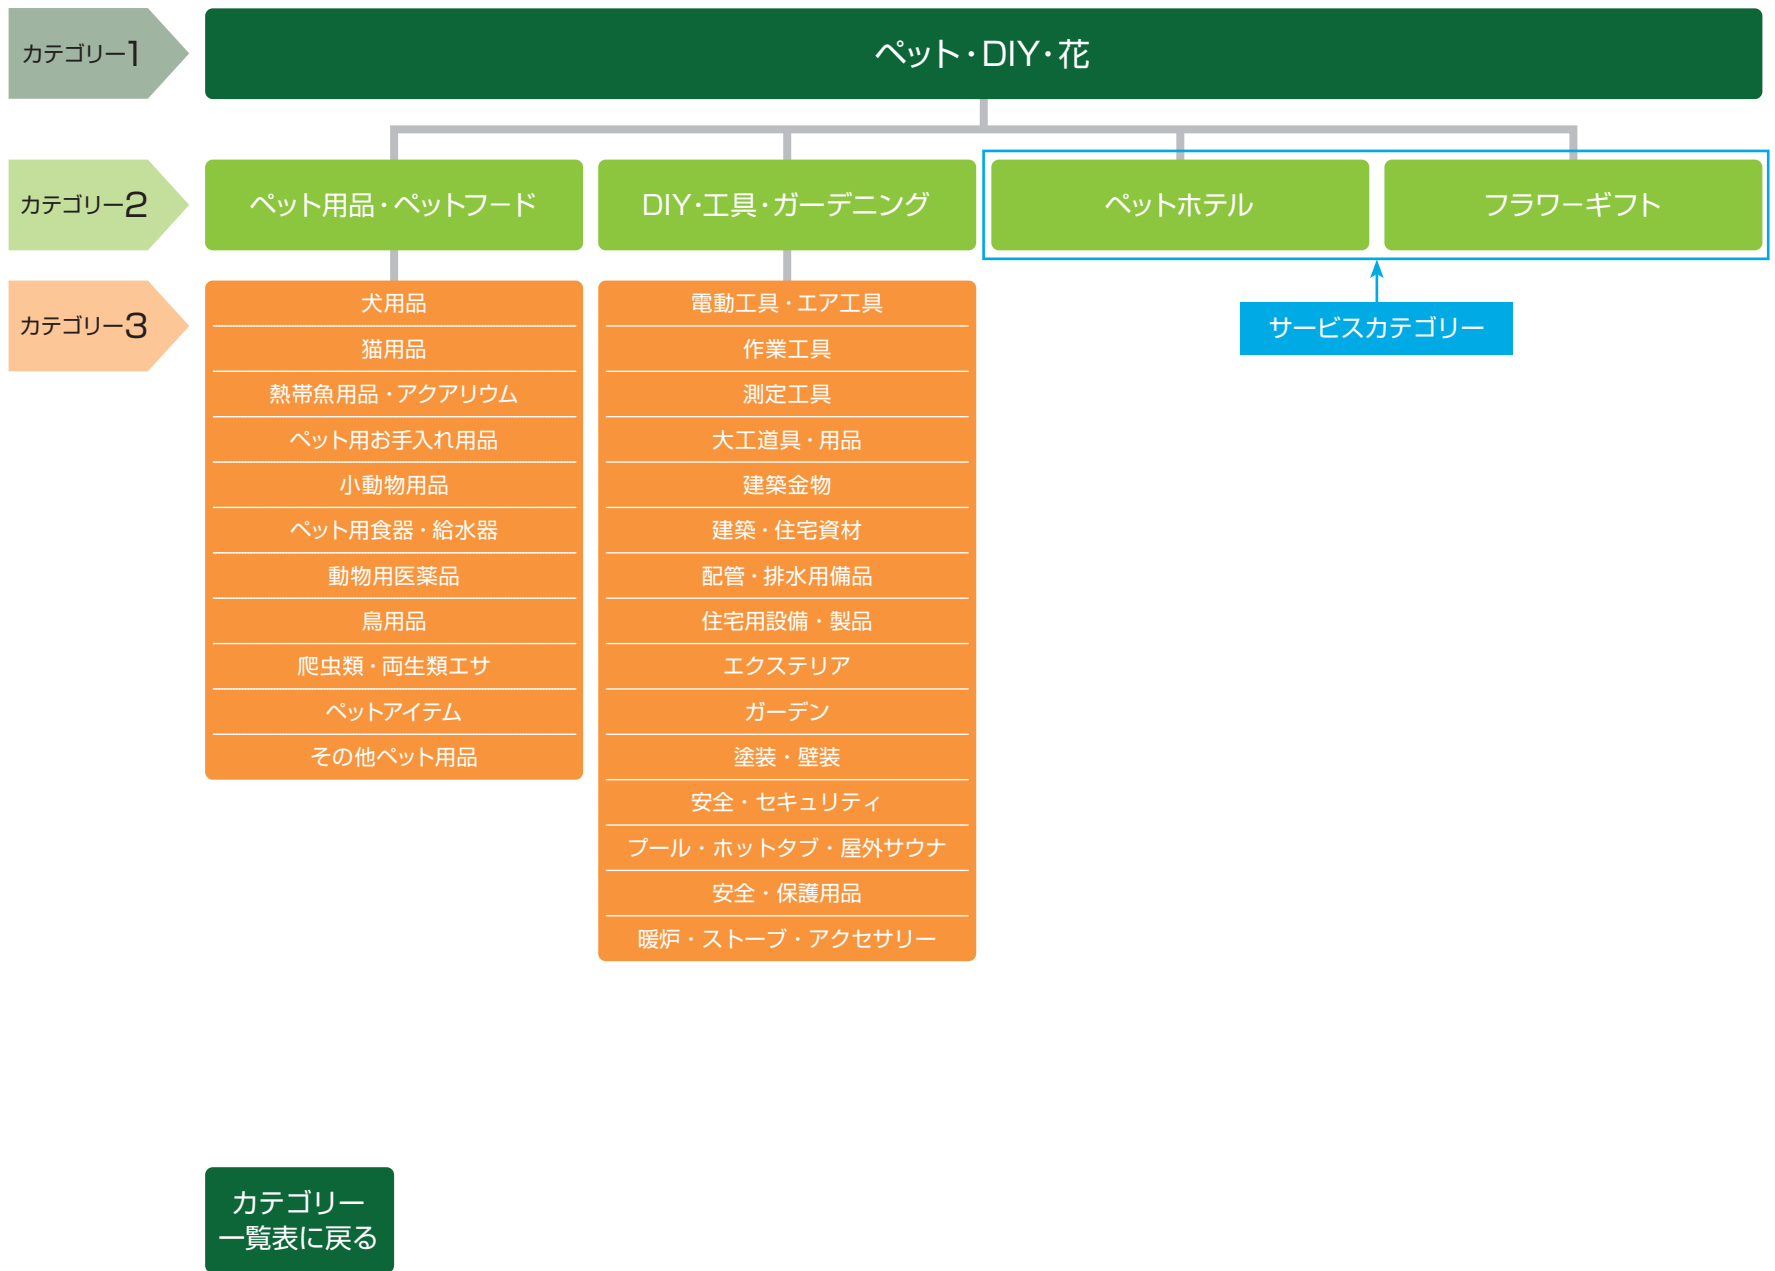 カテゴリー1
ペット・DIY・花
カテゴリー2
ペット用品・ペットフード
DIY・工具・ガーデニング
ペットホテル
フラワーギフト
カテゴリー3
サービスカテゴリー
犬用品
猫用品
熱帯魚用品・アクアリウム
ペット用お手入れ用品
小動物用品
ペット用食器・給水器
動物用医薬品
鳥用品
爬虫類・両生類エサ
ペットアイテム
その他ペット用品
電動工具・エア工具
作業工具
測定工具
大工道具・用品
建築金物
建築・住宅資材
配管・排水用備品
住宅用設備・製品
エクステリア
ガーデン
塗装・壁装
安全・セキュリティ
プール・ホットタブ・屋外サウナ
安全・保護用品
暖炉・ストーブ・アクセサリー
カテゴリー
一覧表に戻る